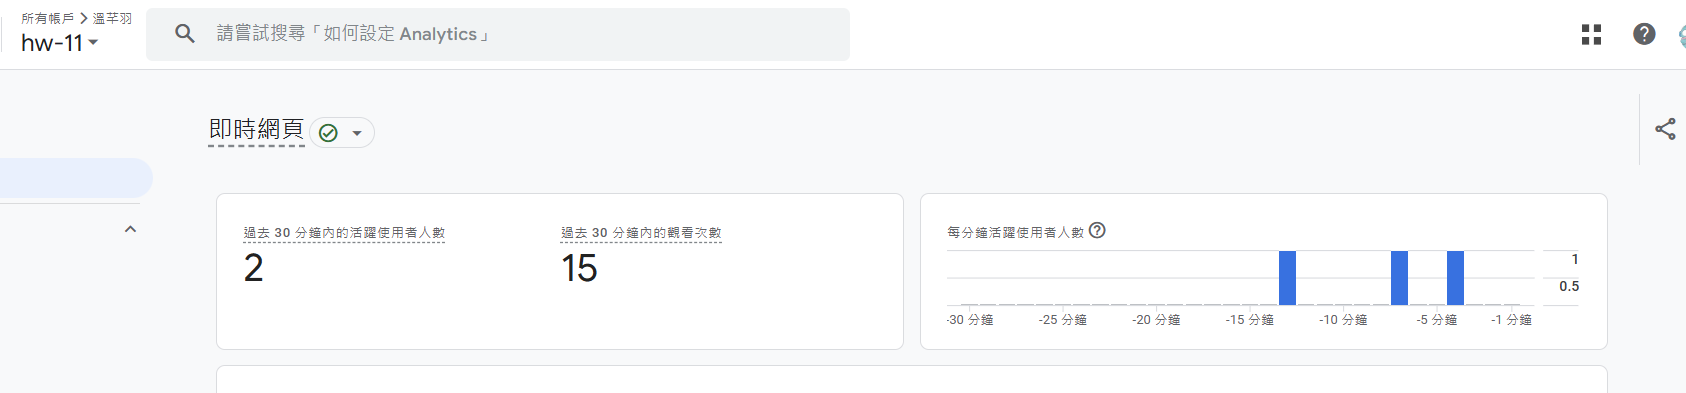 所有帳戶 > 溫芊羽
hw-11
請嘗試搜尋「如何設定 Analytics」
即時網頁
過去 30 分鐘內的活躍使用者人數
2
過去 30 分鐘內的觀看次數
15
每分鐘活躍使用者人數
1
0.5
-30 分鐘 -25 分鐘 -20 分鐘 -15 分鐘 -10 分鐘 -5 分鐘 -1 分鐘